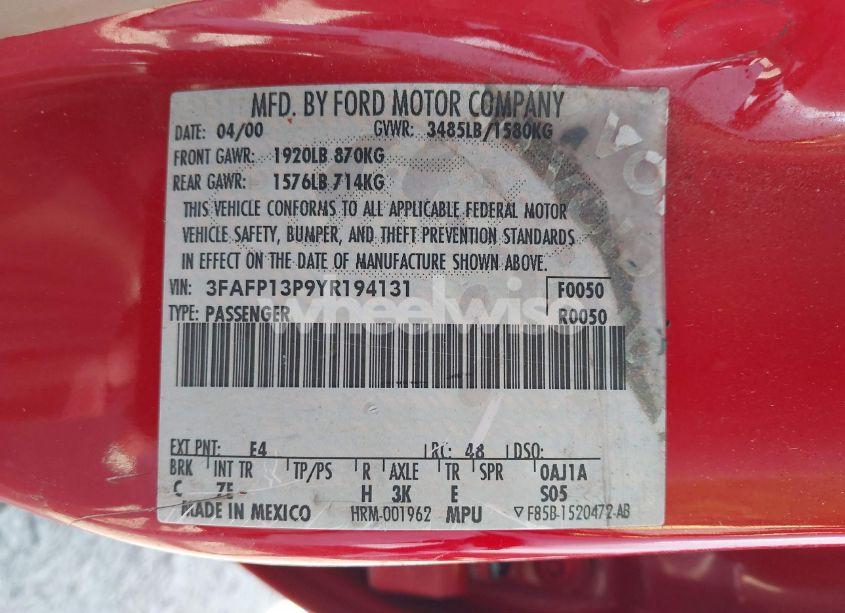 MFD. BY FORD MOTOR COMPANY
DATE: 04/00 GVWR: 3485LB/1580KG
FRONT GAWR: 1920LB 870KG
REAR GAWR: 1576LB 714KG
THIS VEHICLE CONFORMS TO ALL APPLICABLE FEDERAL MOTOR
VEHICLE SAFETY, BUMPER, AND THEFT PREVENTION STANDARDS
IN EFFECT ON THE DATE OF MANUFACTURE SHOWN ABOVE.
VIN: 3FAFP13P9YR194131 F0050
TYPE: PASSENGER R0050
wheelwise
EXT PNT: E4 RC: 48 DSO:
BRK INT TR TP/PS R AXLE TR SPR 0AJ1A
C ZE H 3K E S05
MADE IN MEXICO HRM-001962 MPU ▽F85B-1520472-AB